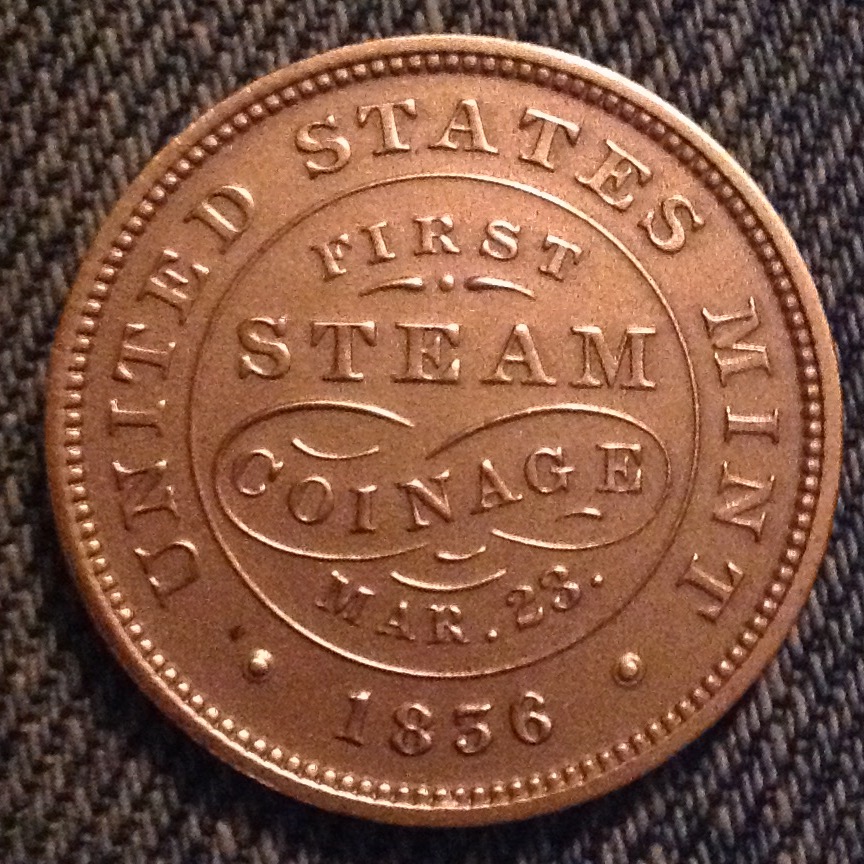 UNITED STATES MINT
FIRST
STEAM
COINAGE
MAR. 23.
1836